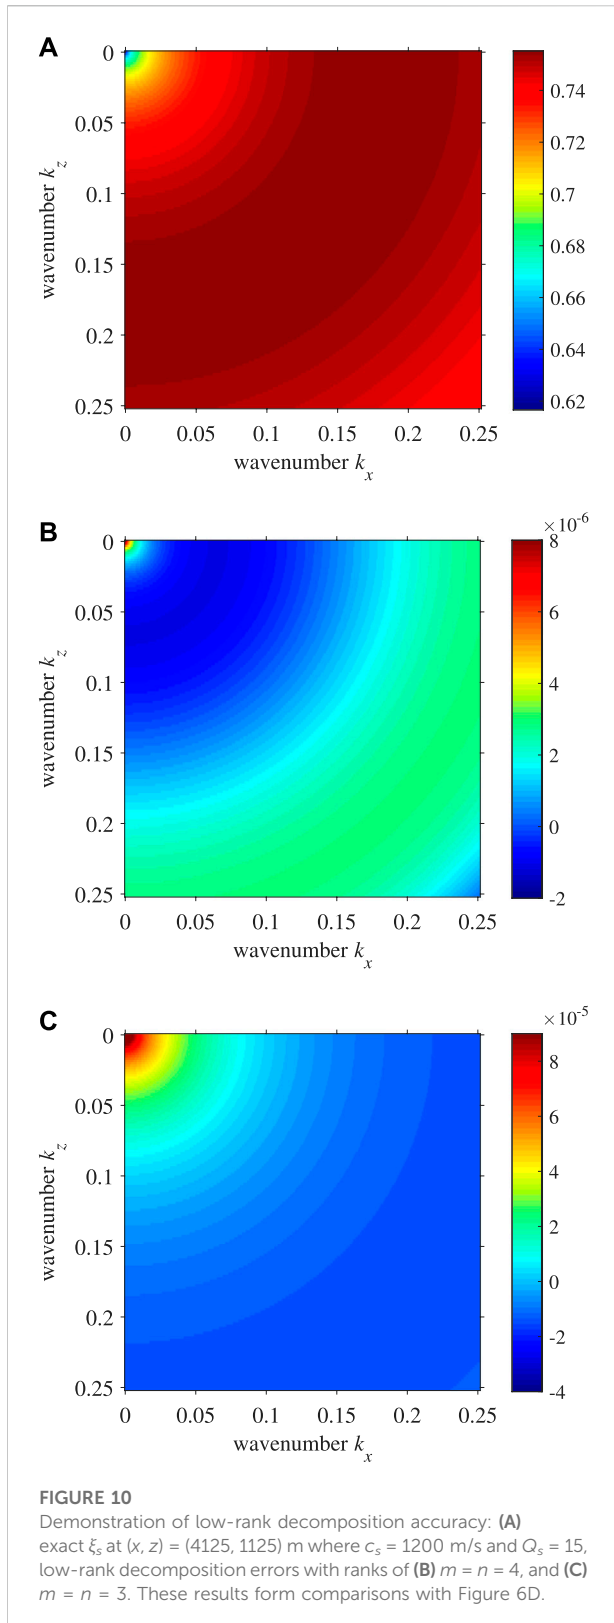 A
0
0.05
0.1
0.15
0.2
0.25
wavenumber k_z
0 0.05 0.1 0.15 0.2 0.25
wavenumber k_x
0.74
0.72
0.7
0.68
0.66
0.64
0.62
B
×10⁻⁶
0
0.05
0.1
0.15
0.2
0.25
wavenumber k_z
0 0.05 0.1 0.15 0.2 0.25
wavenumber k_x
8
6
4
2
0
-2
C
×10⁻⁵
0
0.05
0.1
0.15
0.2
0.25
wavenumber k_z
0 0.05 0.1 0.15 0.2 0.25
wavenumber k_x
8
6
4
2
0
-2
-4
FIGURE 10
Demonstration of low-rank decomposition accuracy: (A)
exact ξ_s at (x, z) = (4125, 1125) m where c_s = 1200 m/s and Q_s = 15,
low-rank decomposition errors with ranks of (B) m = n = 4, and (C)
m = n = 3. These results form comparisons with Figure 6D.